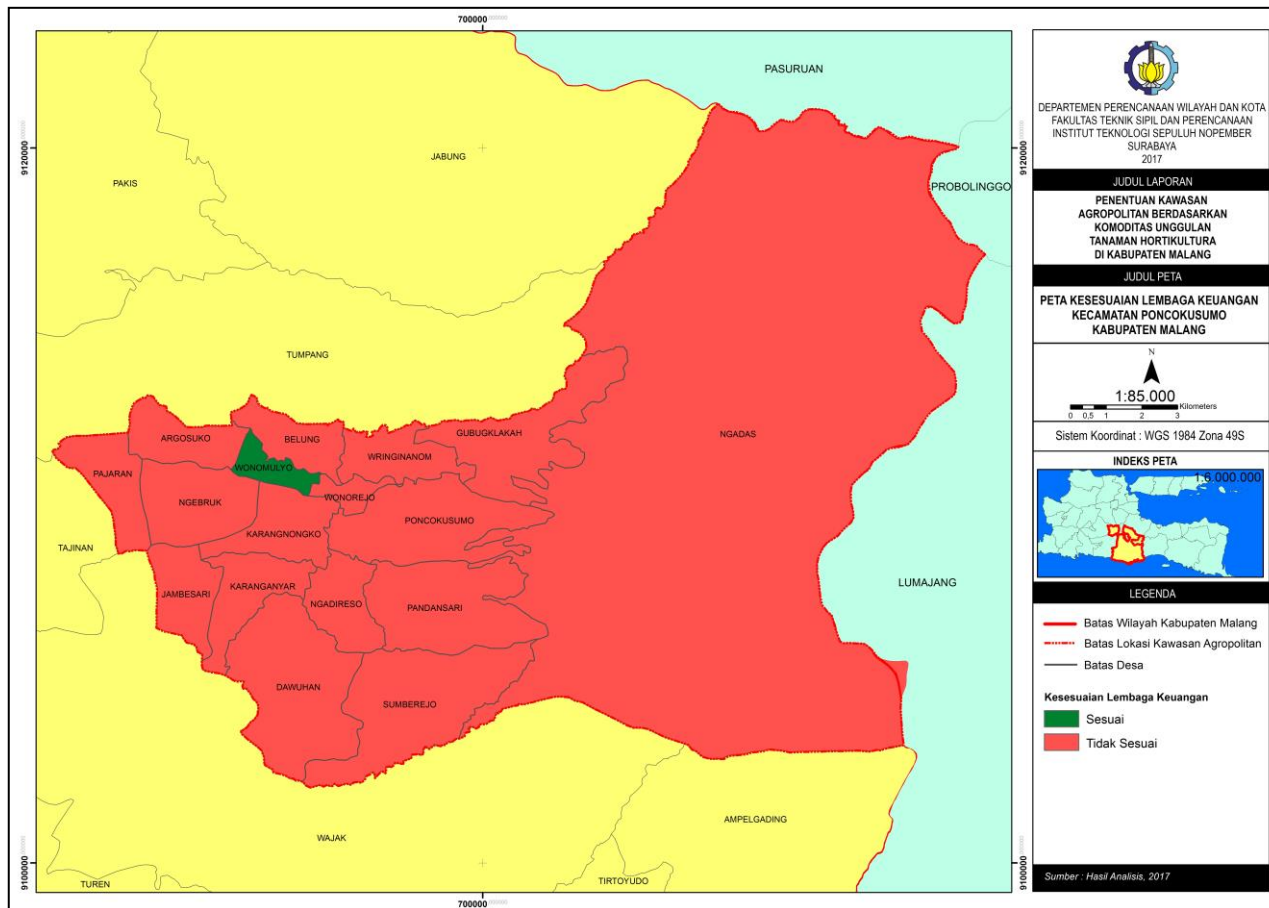 700000
PASURUAN
9120000
9120000
JABUNG
PAKIS
PROBOLINGGO
TUMPANG
ARGOSUKO
BELUNG
GUBUGKLAKAH
NGADAS
WRINGINANOM
PAJARAN
WONOMULYO
NGEBRUK
WONOREJO
PONCOKUSUMO
KARANGNONGKO
TAJINAN
LUMAJANG
JAMBESARI
KARANGANYAR
NGADIRESO
PANDANSARI
DAWUHAN
SUMBEREJO
AMPELGADING
WAJAK
9100000
9100000
TUREN
TIRTOYUDO
700000
DEPARTEMEN PERENCANAAN WILAYAH DAN KOTA
FAKULTAS TEKNIK SIPIL DAN PERENCANAAN
INSTITUT TEKNOLOGI SEPULUH NOPEMBER
SURABAYA
2017
JUDUL LAPORAN
PENENTUAN KAWASAN
AGROPOLITAN BERDASARKAN
KOMODITAS UNGGULAN
TANAMAN HORTIKULTURA
DI KABUPATEN MALANG
JUDUL PETA
PETA KESESUAIAN LEMBAGA KEUANGAN
KECAMATAN PONCOKUSUMO
KABUPATEN MALANG
N
1:85.000
Kilometers
0 0,5 1 2 3
Sistem Koordinat : WGS 1984 Zona 49S
INDEKS PETA
1:6.000.000
LEGENDA
Batas Wilayah Kabupaten Malang
Batas Lokasi Kawasan Agropolitan
Batas Desa
Kesesuaian Lembaga Keuangan
Sesuai
Tidak Sesuai
Sumber : Hasil Analisis, 2017